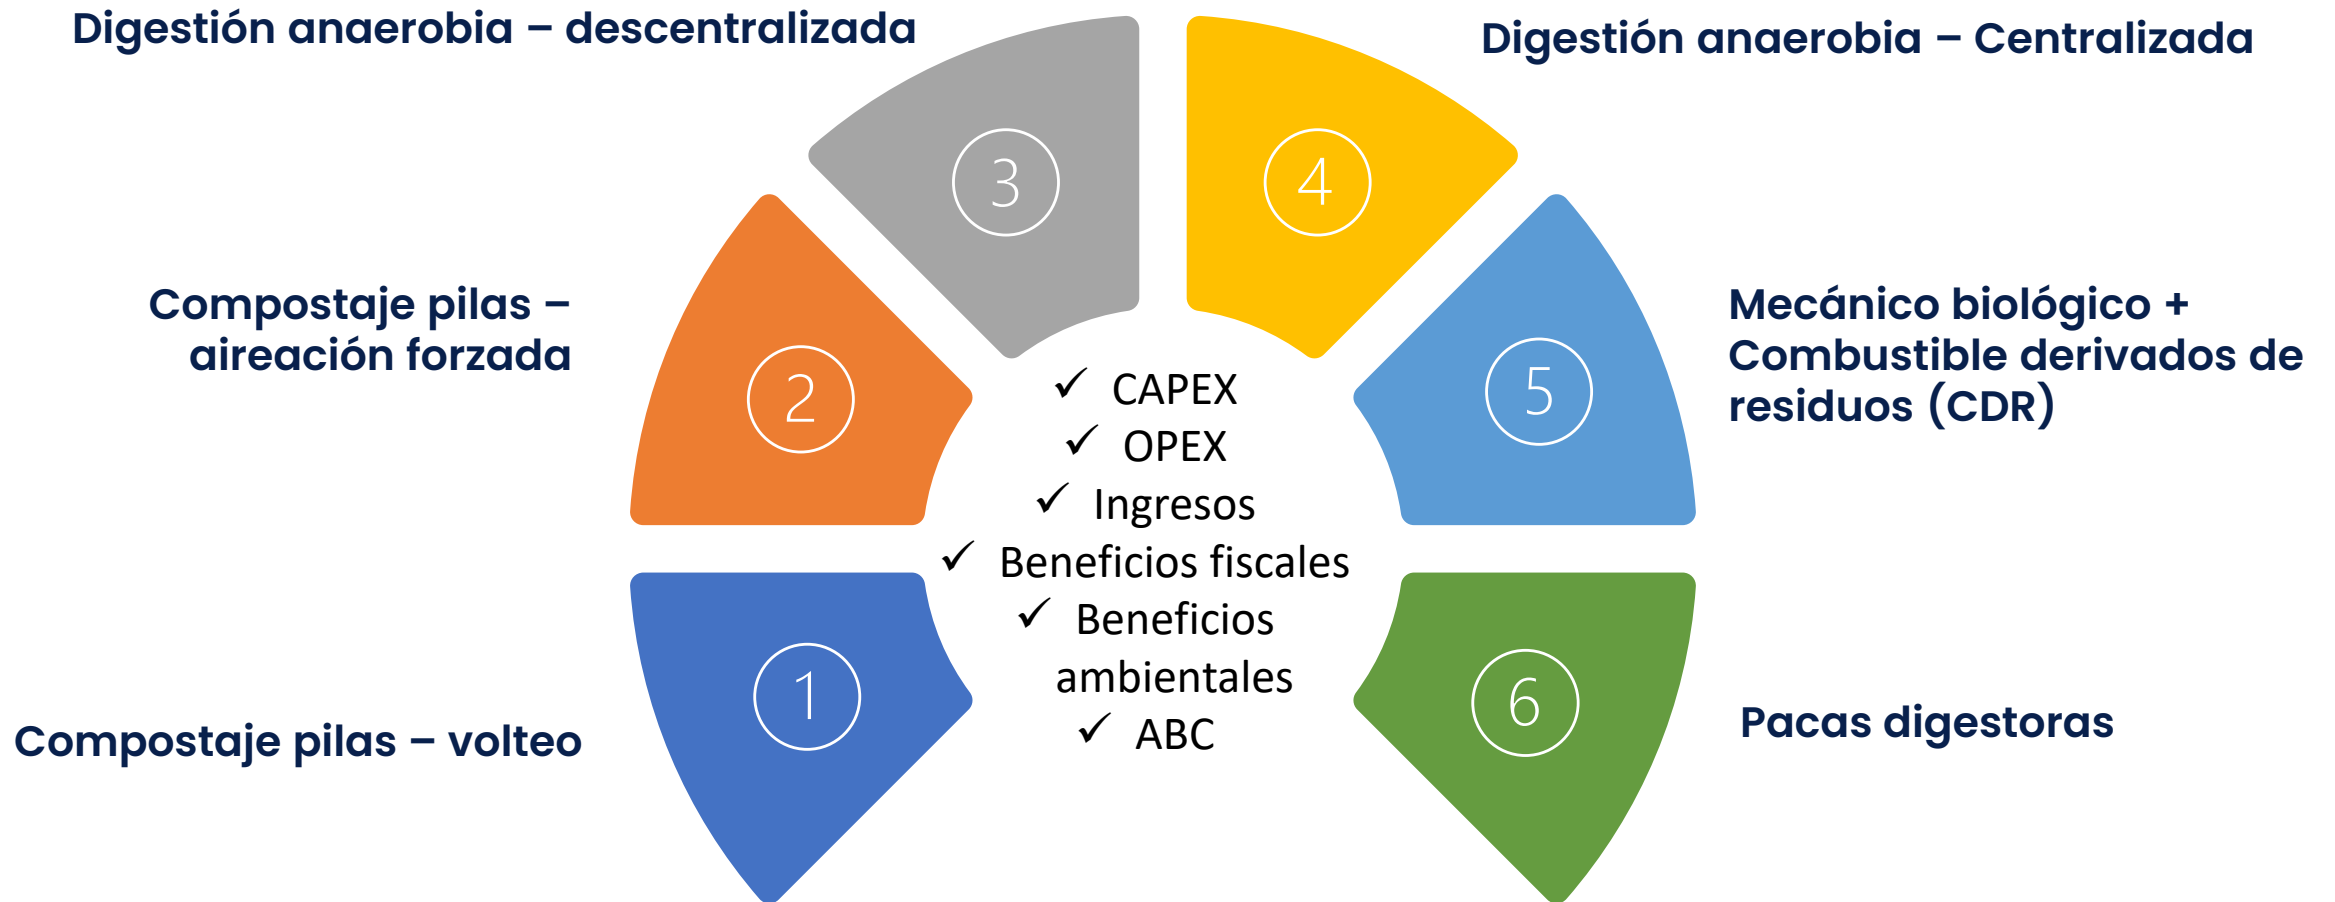 Digestión anaerobia – descentralizada
Digestión anaerobia – Centralizada
3
4
Compostaje pilas –
aireación forzada
2
5
Mecánico biológico +
Combustible derivados de
residuos (CDR)
✓ CAPEX
✓ OPEX
✓ Ingresos
✓ Beneficios fiscales
✓ Beneficios
ambientales
✓ ABC
Compostaje pilas – volteo
1
6
Pacas digestoras